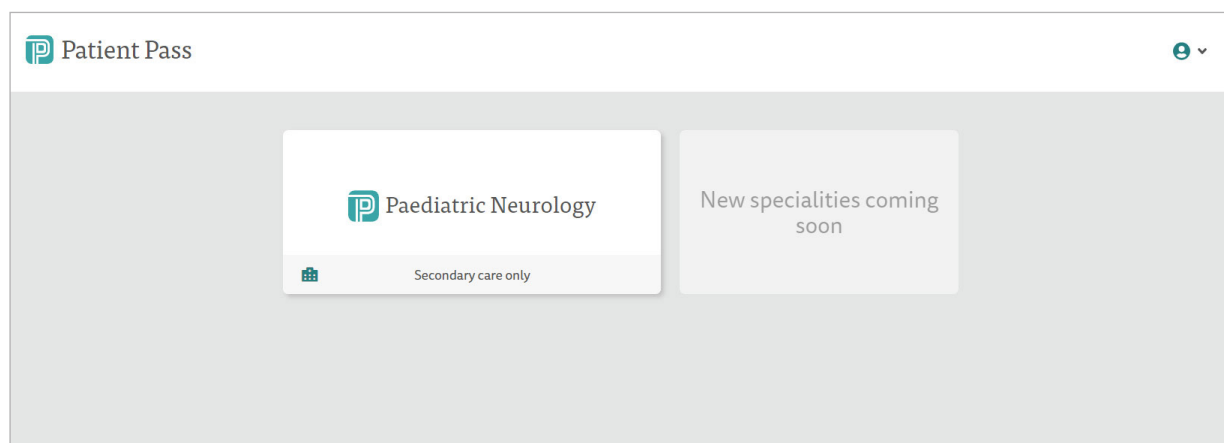 Patient Pass
Paediatric Neurology
Secondary care only
New specialities coming
soon